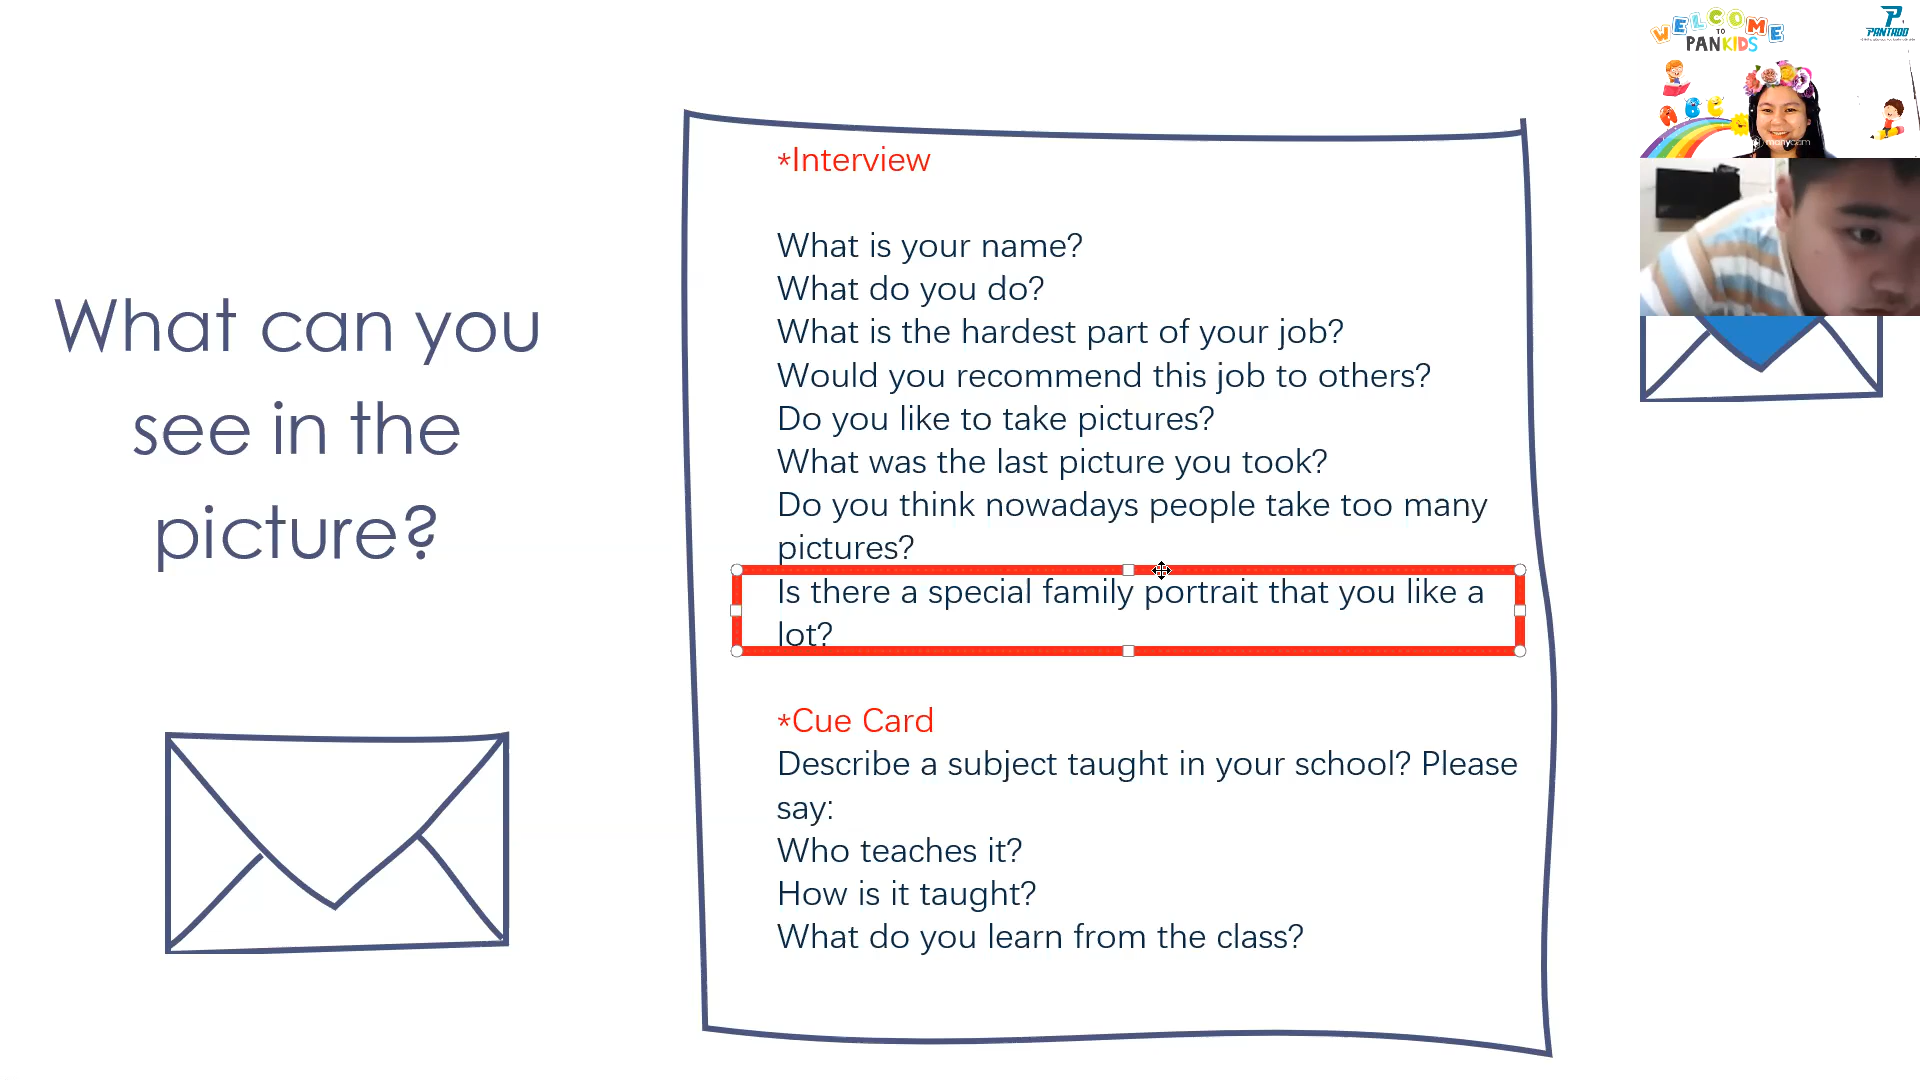 What can you
see in the
picture?
*Interview
What is your name?
What do you do?
What is the hardest part of your job?
Would you recommend this job to others?
Do you like to take pictures?
What was the last picture you took?
Do you think nowadays people take too many
pictures?
Is there a special family portrait that you like a
lot?
*Cue Card
Describe a subject taught in your school? Please
say:
Who teaches it?
How is it taught?
What do you learn from the class?
WELCOME
TO
PANKIDS
ABC
manycam
P
PANTADO